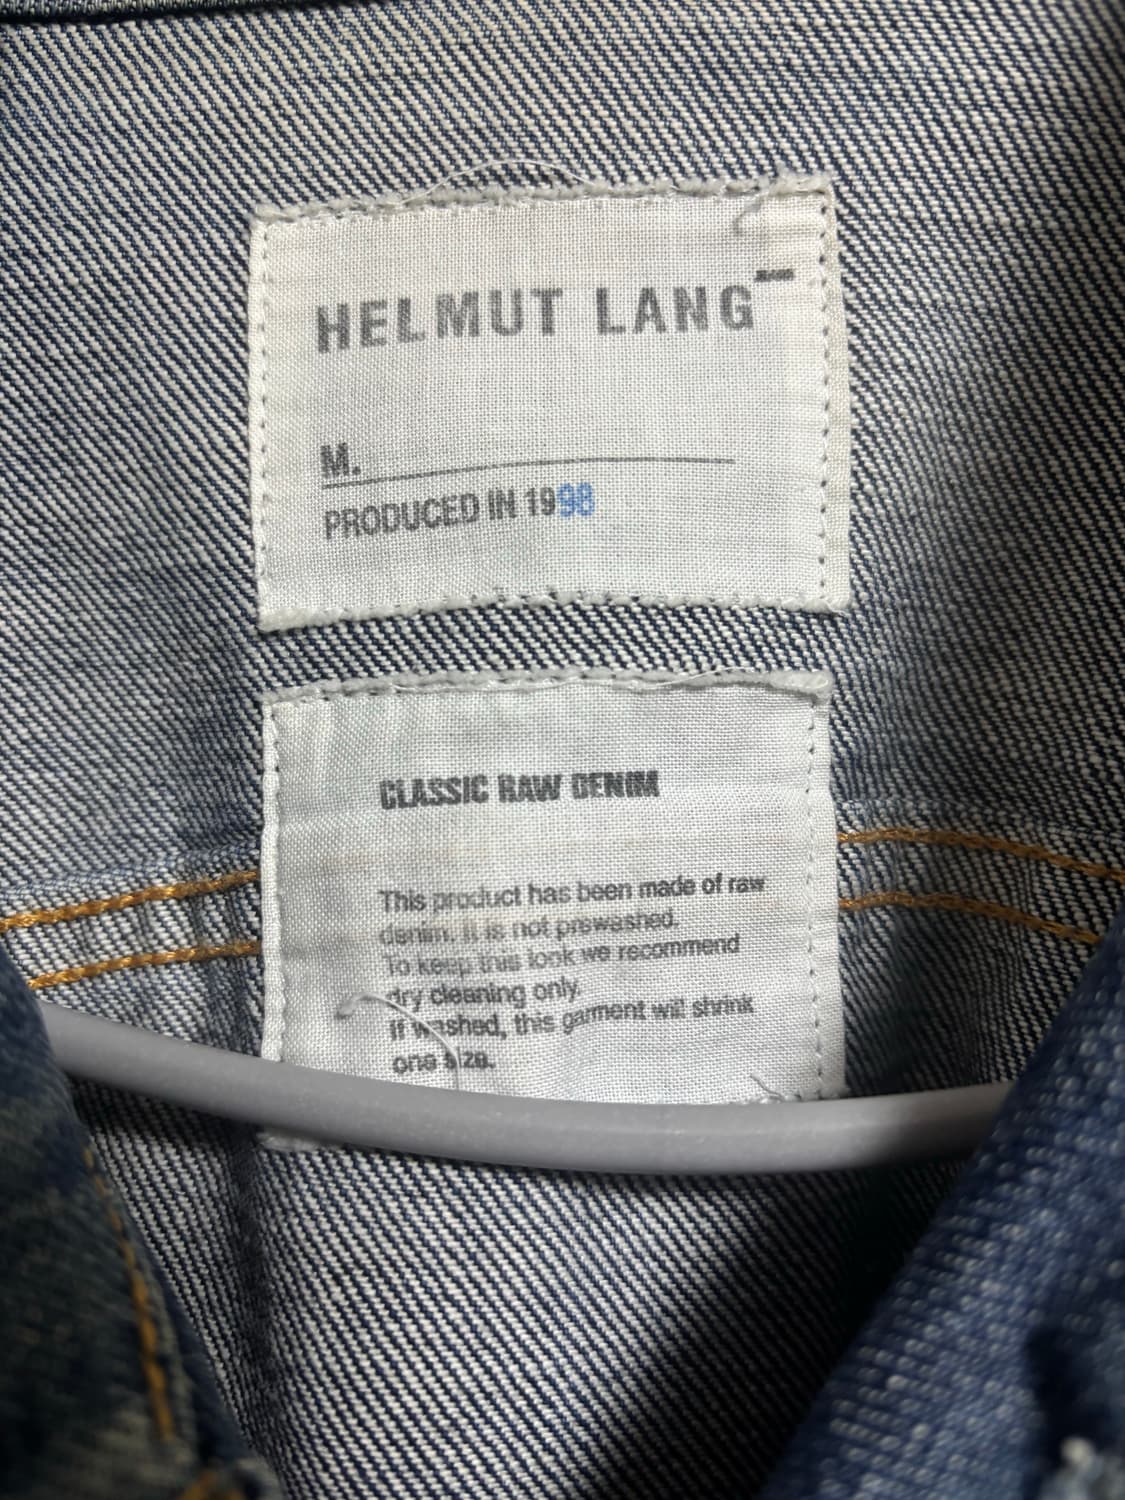 HELMUT LANG
M.
PRODUCED IN 1998
CLASSIC RAW DENIM
This product has been made of raw
denim. It is not prewashed.
To keep this look we recommend
dry cleaning only.
If washed, this garment will shrink
one size.